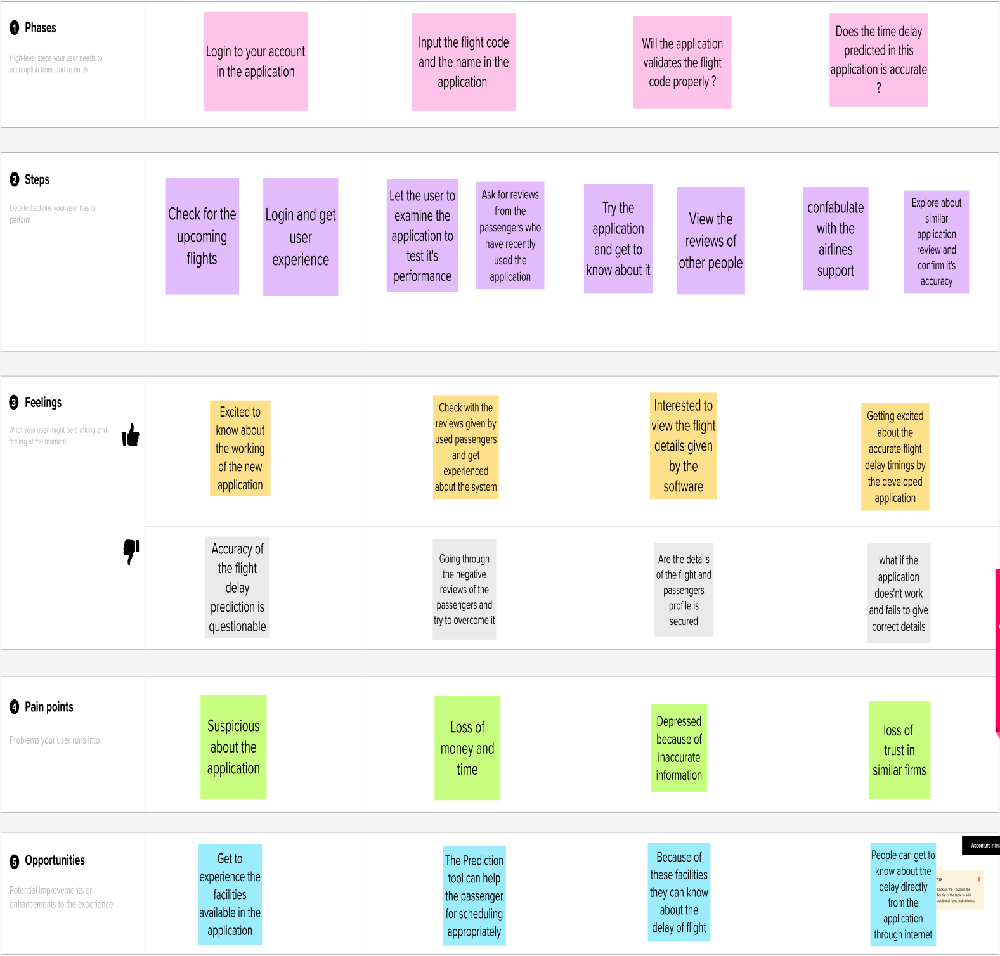 1 Phases
High-level steps your user needs to
accomplish from start to finish
Login to your account
in the application
Input the flight code
and the name in the
application
Will the application
validates the flight
code properly ?
Does the time delay
predicted in this
application is accurate
?
2 Steps
Detailed actions your user has to
perform
Check for the
upcoming
flights
Login and get
user
experience
Let the user to
examine the
application to
test it's
performance
Ask for reviews
from the
passengers who
have recently
used the
application
Try the
application
and get to
know about it
View the
reviews of
other people
confabulate
with the
airlines
support
Explore about
similar
application
review and
confirm it's
accuracy
3 Feelings
What your user might be thinking and
feeling at the moment
Excited to
know about
the working
of the new
application
Check with the
reviews given by
used passengers
and get
experienced
about the system
Interested to
view the flight
details given
by the
software
Getting excited
about the
accurate flight
delay timings by
the developed
application
Accuracy of
the flight
delay
prediction is
questionable
Going through
the negative
reviews of the
passengers and
try to overcome it
Are the details
of the flight and
passengers
profile is
secured
what if the
application
does'nt work
and fails to give
correct details
4 Pain points
Problems your user runs into
Suspicious
about the
application
Loss of
money and
time
Depressed
because of
inaccurate
information
loss of
trust in
similar firms
5 Opportunities
Potential improvements or
enhancements to the experience
Get to
experience the
facilities
available in the
application
The Prediction
tool can help
the passenger
for scheduling
appropriately
Because of
these facilities
they can know
about the
delay of flight
People can get to
know about the
delay directly
from the
application
through internet
Accenture
TIP
Click on the + outside the
border of the table to add
additional rows and columns.